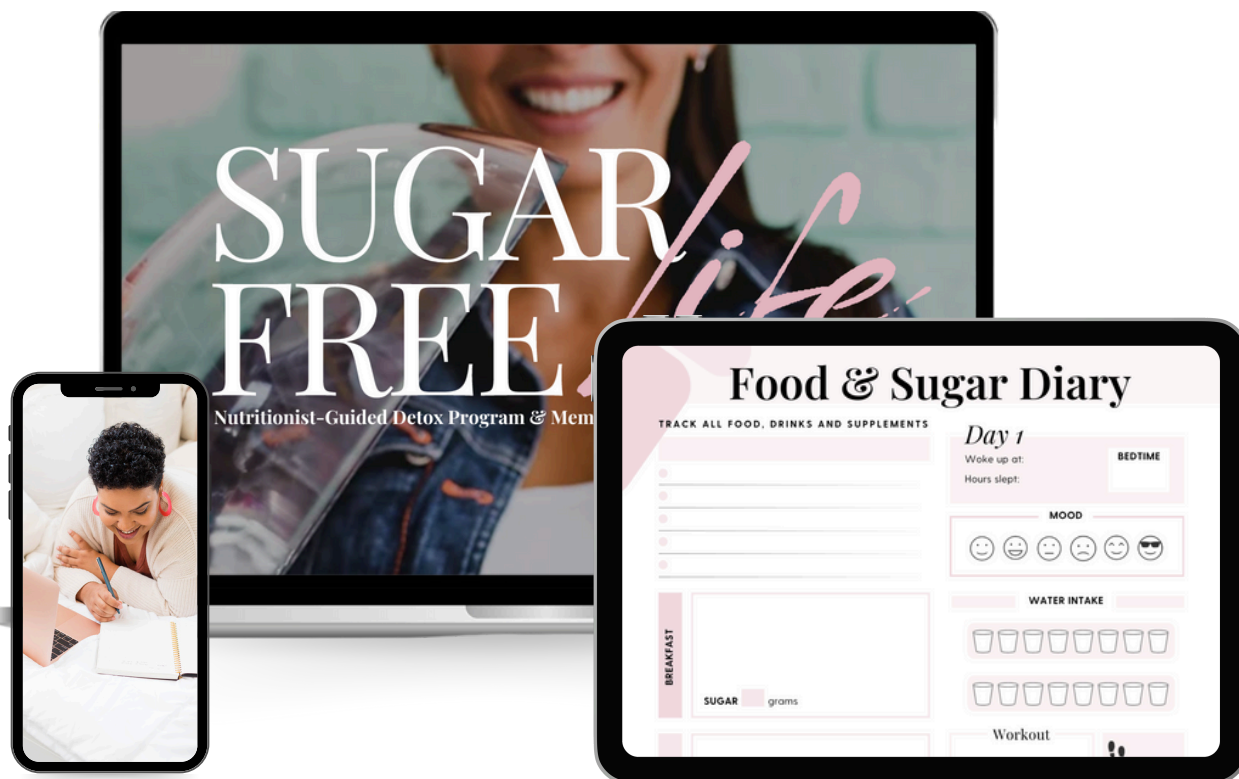 SUGAR
FREE life
Nutritionist-Guided Detox Program &
Food & Sugar Diary
TRACK ALL FOOD, DRINKS AND SUPPLEMENTS
Day 1
Woke up at:
BEDTIME
Hours slept:
MOOD
WATER INTAKE
BREAKFAST
SUGAR grams
Workout